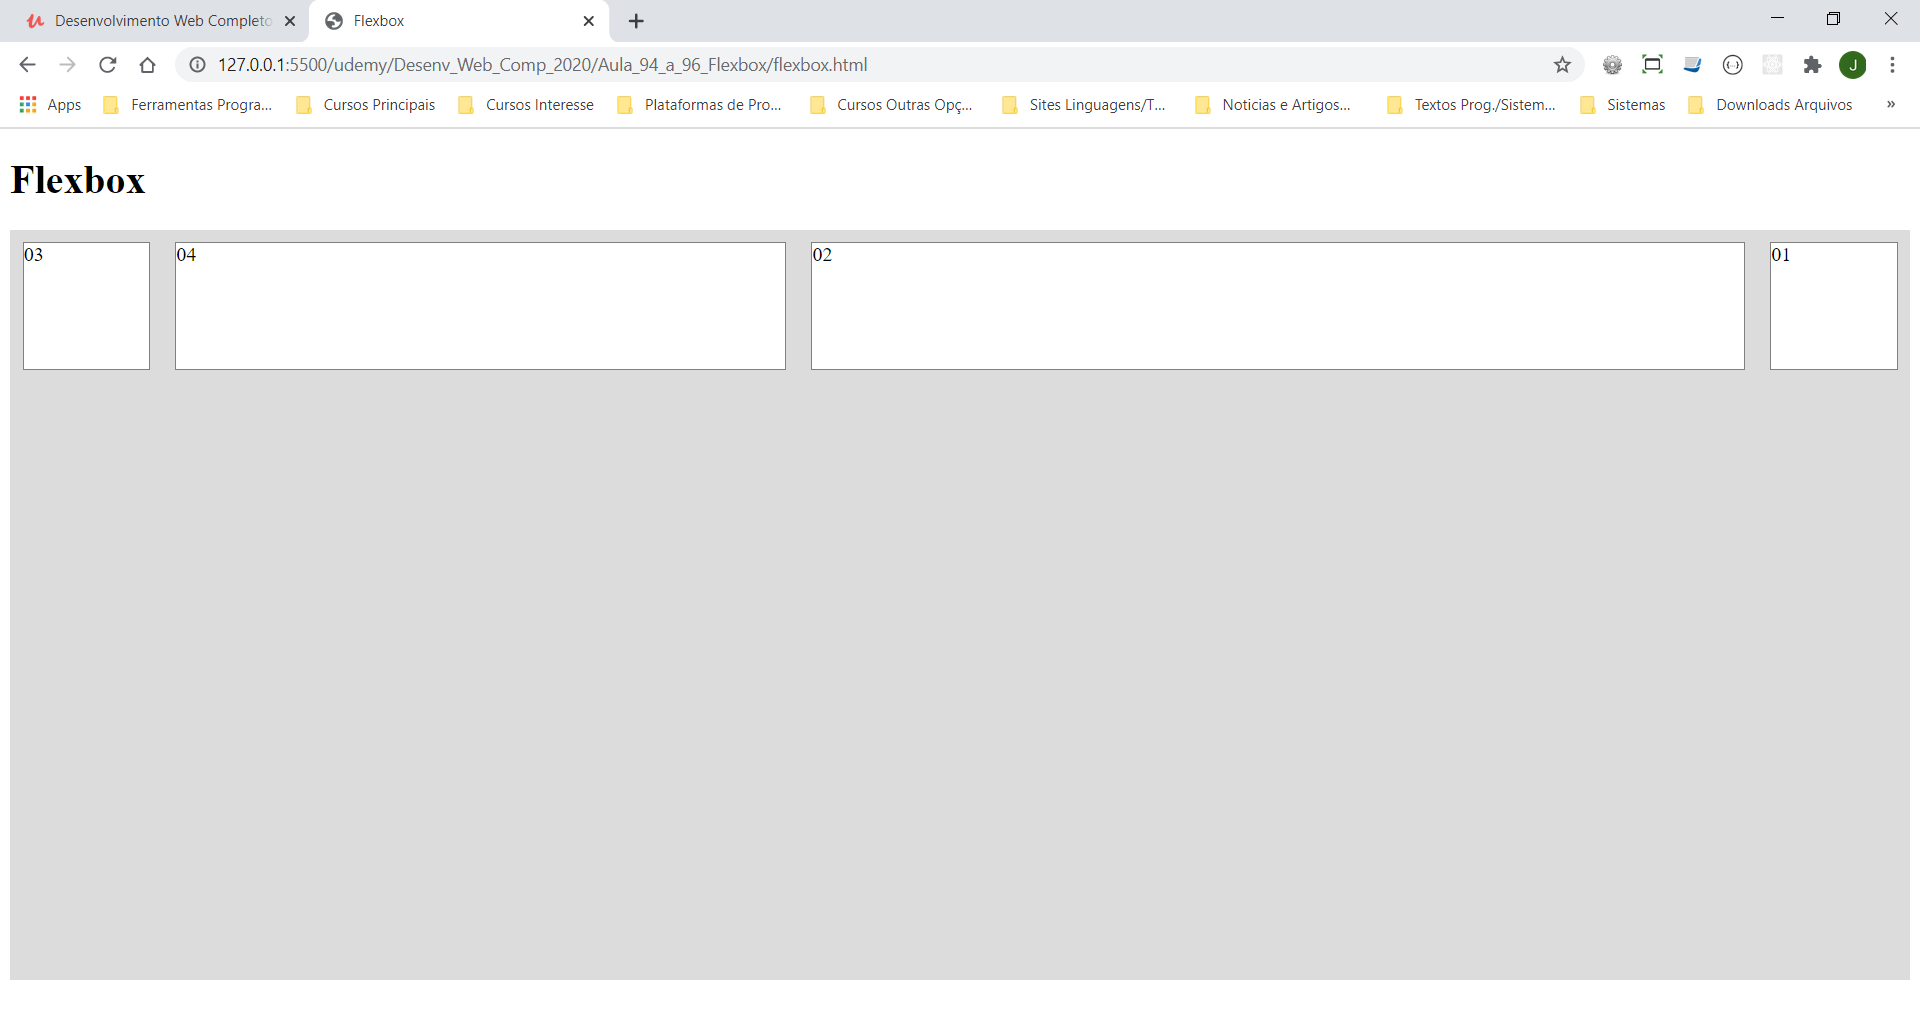 Desenvolvimento Web Completo
Flexbox
127.0.0.1:5500/udemy/Desenv_Web_Comp_2020/Aula_94_a_96_Flexbox/flexbox.html
J
Apps
Ferramentas Progra...
Cursos Principais
Cursos Interesse
Plataformas de Pro...
Cursos Outras Opç...
Sites Linguagens/T...
Noticias e Artigos...
Textos Prog./Sistem...
Sistemas
Downloads Arquivos
»
Flexbox
03
04
02
01